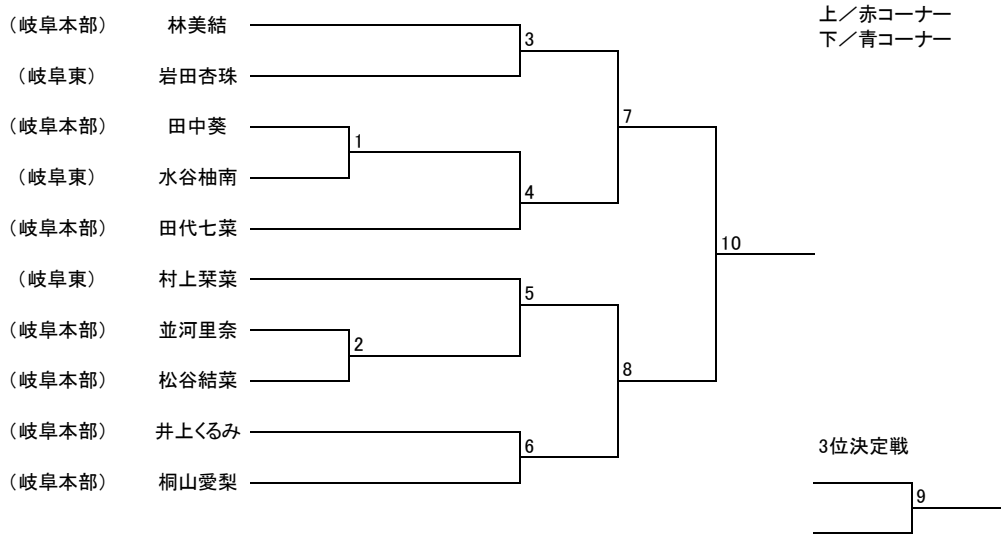 上／赤コーナー
下／青コーナー
（岐阜本部） 林美結
3
（岐阜東） 岩田杏珠
7
（岐阜本部） 田中葵
1
（岐阜東） 水谷柚南
4
（岐阜本部） 田代七菜
10
（岐阜東） 村上栞菜
5
（岐阜本部） 並河里奈
2
（岐阜本部） 松谷結菜
8
（岐阜本部） 井上くるみ
6
（岐阜本部） 桐山愛梨
3位決定戦
9